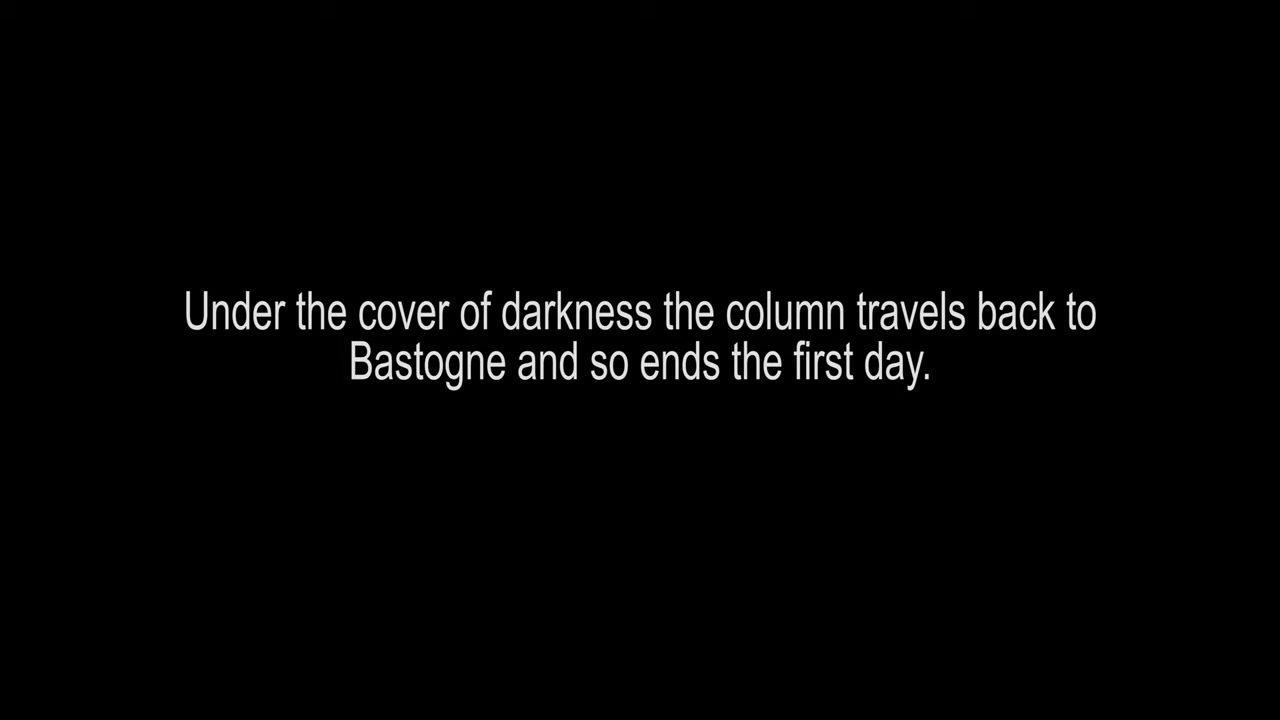 Under the cover of darkness the column travels back to
Bastogne and so ends the first day.